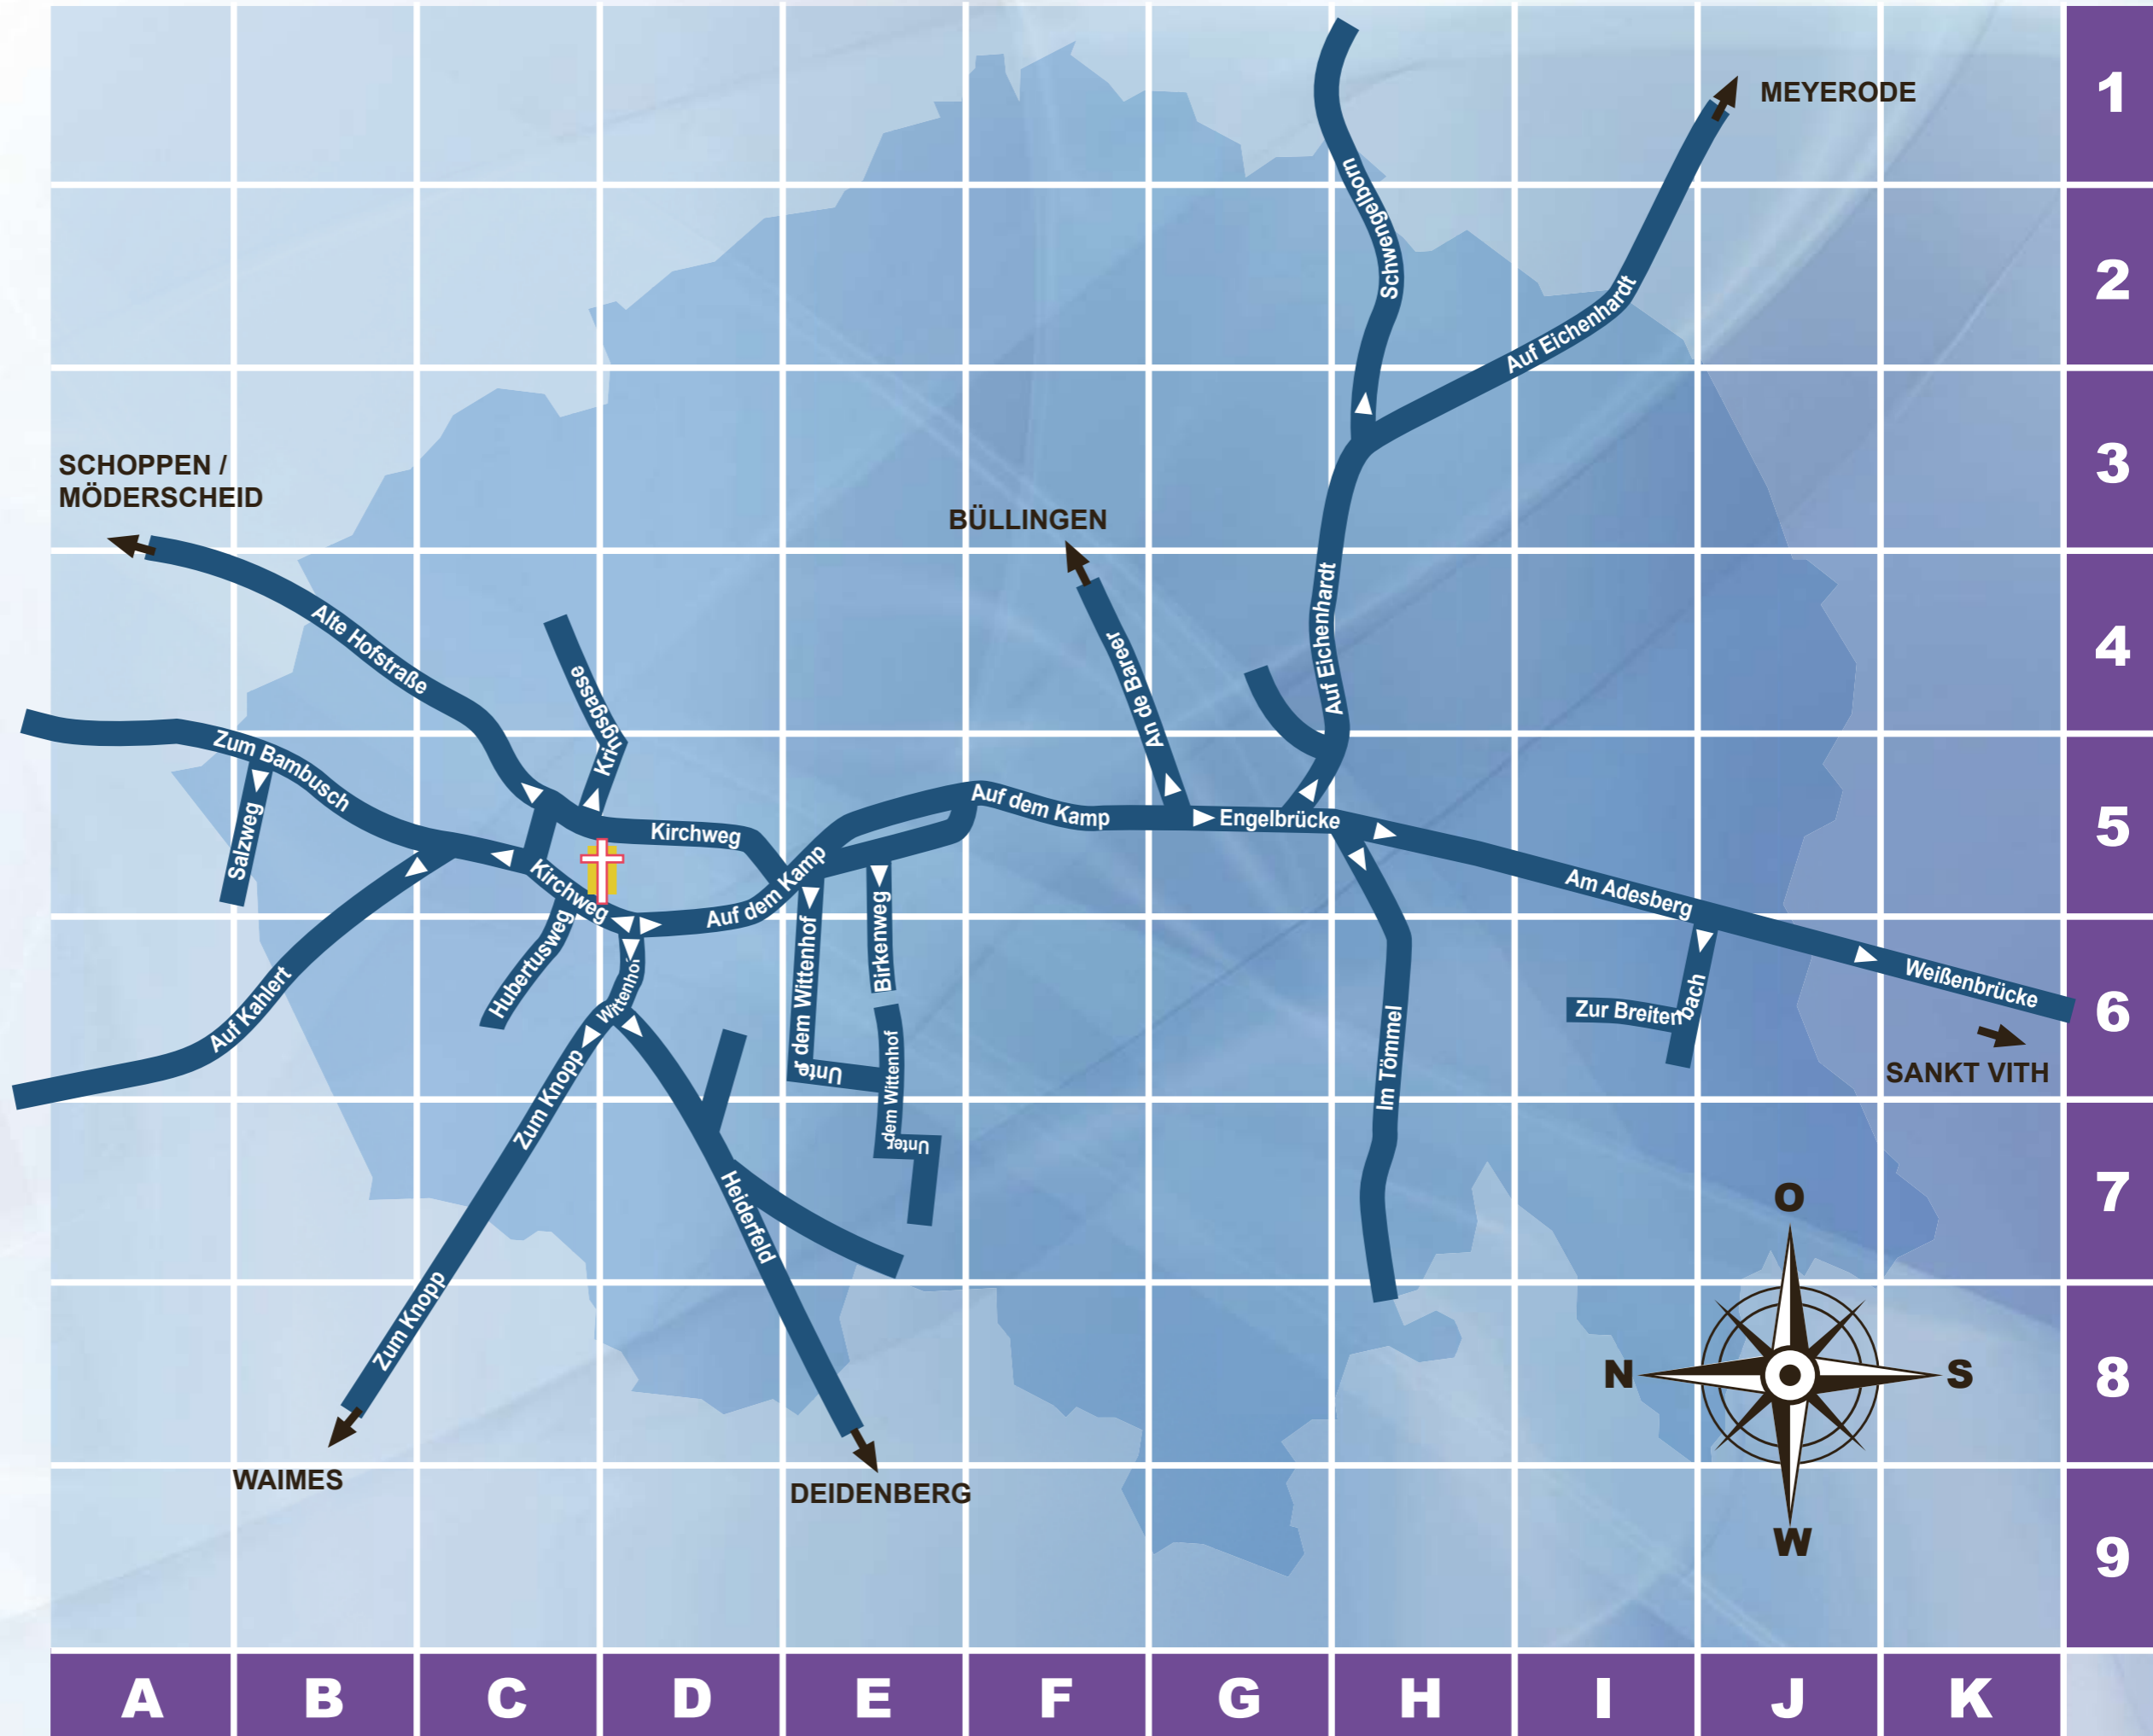 1
MEYERODE
Schwengelborn
2
Auf Eichenhardt
SCHOPPEN /
MÖDERSCHEID
3
BÜLLINGEN
Alte Hofstraße
Kringsgasse
An de Bareer
Auf Eichenhardt
4
Zum Bambusch
Salzweg
Kirchweg
Auf dem Kamp
Engelbrücke
5
Kirchweg
Auf dem Kamp
Am Adesberg
Hubertusweg
Wittenhof
Unter dem Wittenhof
Birkenweg
Auf Kahlert
Zur Breitenbach
Weißenbrücke
6
SANKT VITH
Zum Knopp
Unter dem Wittenhof
Im Tömmel
Heiderfeld
7
O
Zum Knopp
N
S
8
WAIMES
DEIDENBERG
W
9
A B C D E F G H I J K